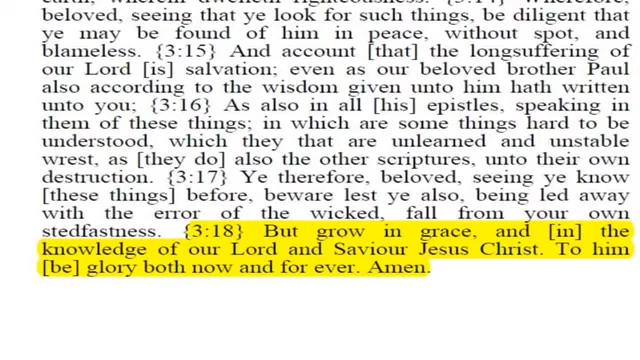 earth, wherein dwelleth righteousness. {3:14} Wherefore,
beloved, seeing that ye look for such things, be diligent that
ye may be found of him in peace, without spot, and
blameless. {3:15} And account [that] the longsuffering of
our Lord [is] salvation; even as our beloved brother Paul
also according to the wisdom given unto him hath written
unto you; {3:16} As also in all [his] epistles, speaking in
them of these things; in which are some things hard to be
understood, which they that are unlearned and unstable
wrest, as [they do] also the other scriptures, unto their own
destruction. {3:17} Ye therefore, beloved, seeing ye know
[these things] before, beware lest ye also, being led away
with the error of the wicked, fall from your own
stedfastness. {3:18} But grow in grace, and [in] the
knowledge of our Lord and Saviour Jesus Christ. To him
[be] glory both now and for ever. Amen.